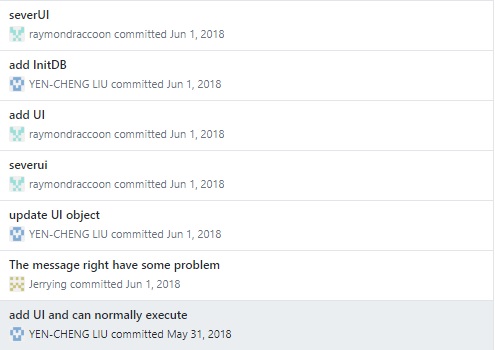 severUI
raymondraccoon committed Jun 1, 2018
add InitDB
YEN-CHENG LIU committed Jun 1, 2018
add UI
raymondraccoon committed Jun 1, 2018
severui
raymondraccoon committed Jun 1, 2018
update UI object
YEN-CHENG LIU committed Jun 1, 2018
The message right have some problem
Jerrying committed Jun 1, 2018
add UI and can normally execute
YEN-CHENG LIU committed May 31, 2018